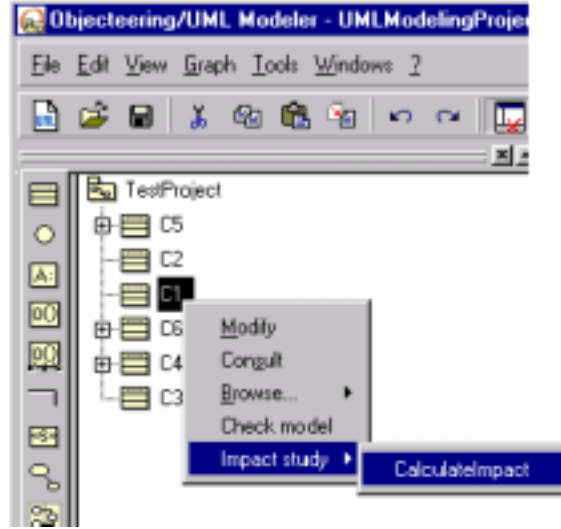 Objecteering/UML Modeler - UMLModelingProje
File Edit View Graph Tools Windows ?
TestProject
C5
C2
C1
C6
Modify
C4
Consult
C3
Browse...
Check model
Impact study
CalculateImpact